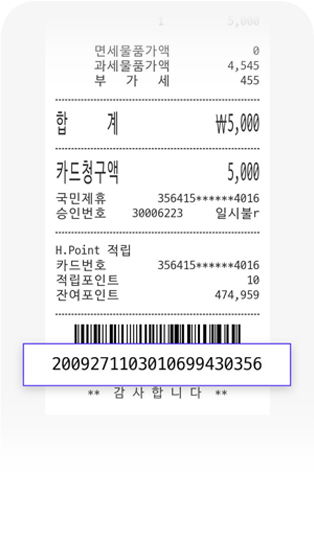 1 5,000
면세물품가액 0
과세물품가액 4,545
부 가 세 455
합 계 ₩5,000
카드청구액 5,000
국민제휴 356415******4016
승인번호 30006223 일시불r
H.Point 적립
카드번호 356415******4016
적립포인트 10
잔여포인트 474,959
2009271103010699430356
** 감 사 합 니 다 **